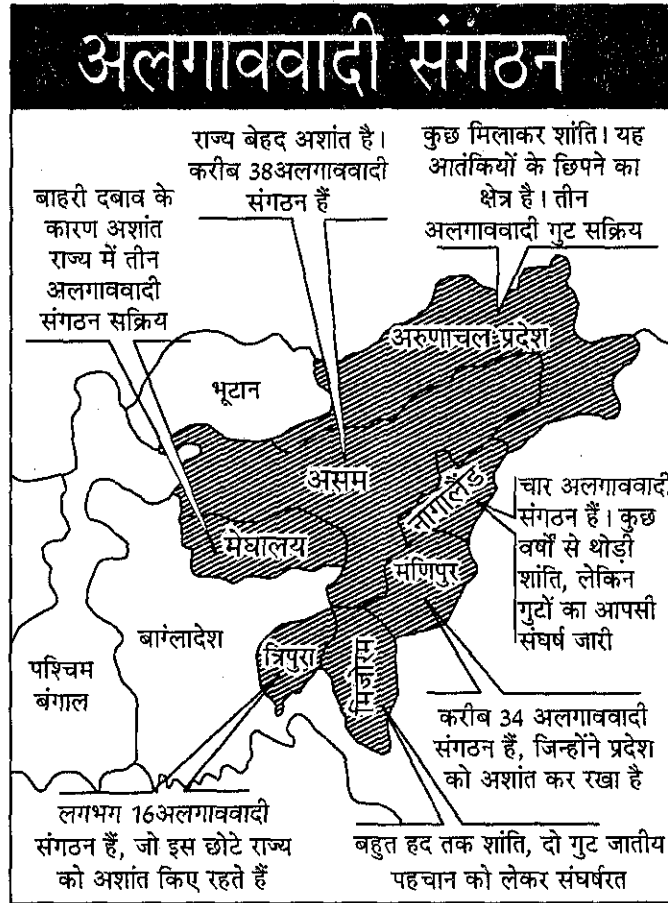 अलगाववादी संगठन
राज्य बेहद अशांत है।
करीब 38अलगाववादी
संगठन हैं
कुछ मिलाकर शांति। यह
आतंकियों के छिपने का
क्षेत्र है। तीन
अलगाववादी गुट सक्रिय
बाहरी दबाव के
कारण अशांत
राज्य में तीन
अलगाववादी
संगठन सक्रिय
अरुणाचल प्रदेश
भूटान
असम
नागालैंड
मेघालय
मणिपुर
चार अलगाववादी
संगठन हैं। कुछ
वर्षों से थोड़ी
शांति, लेकिन
गुटों का आपसी
संघर्ष जारी
बाग्लादेश
त्रिपुरा
मिजोरम
पश्चिम
बंगाल
करीब 34 अलगाववादी
संगठन हैं, जिन्होंने प्रदेश
को अशांत कर रखा है
लगभग 16अलगाववादी
संगठन हैं, जो इस छोटे राज्य
को अशांत किए रहते हैं
बहुत हद तक शांति, दो गुट जातीय
पहचान को लेकर संघर्षरत